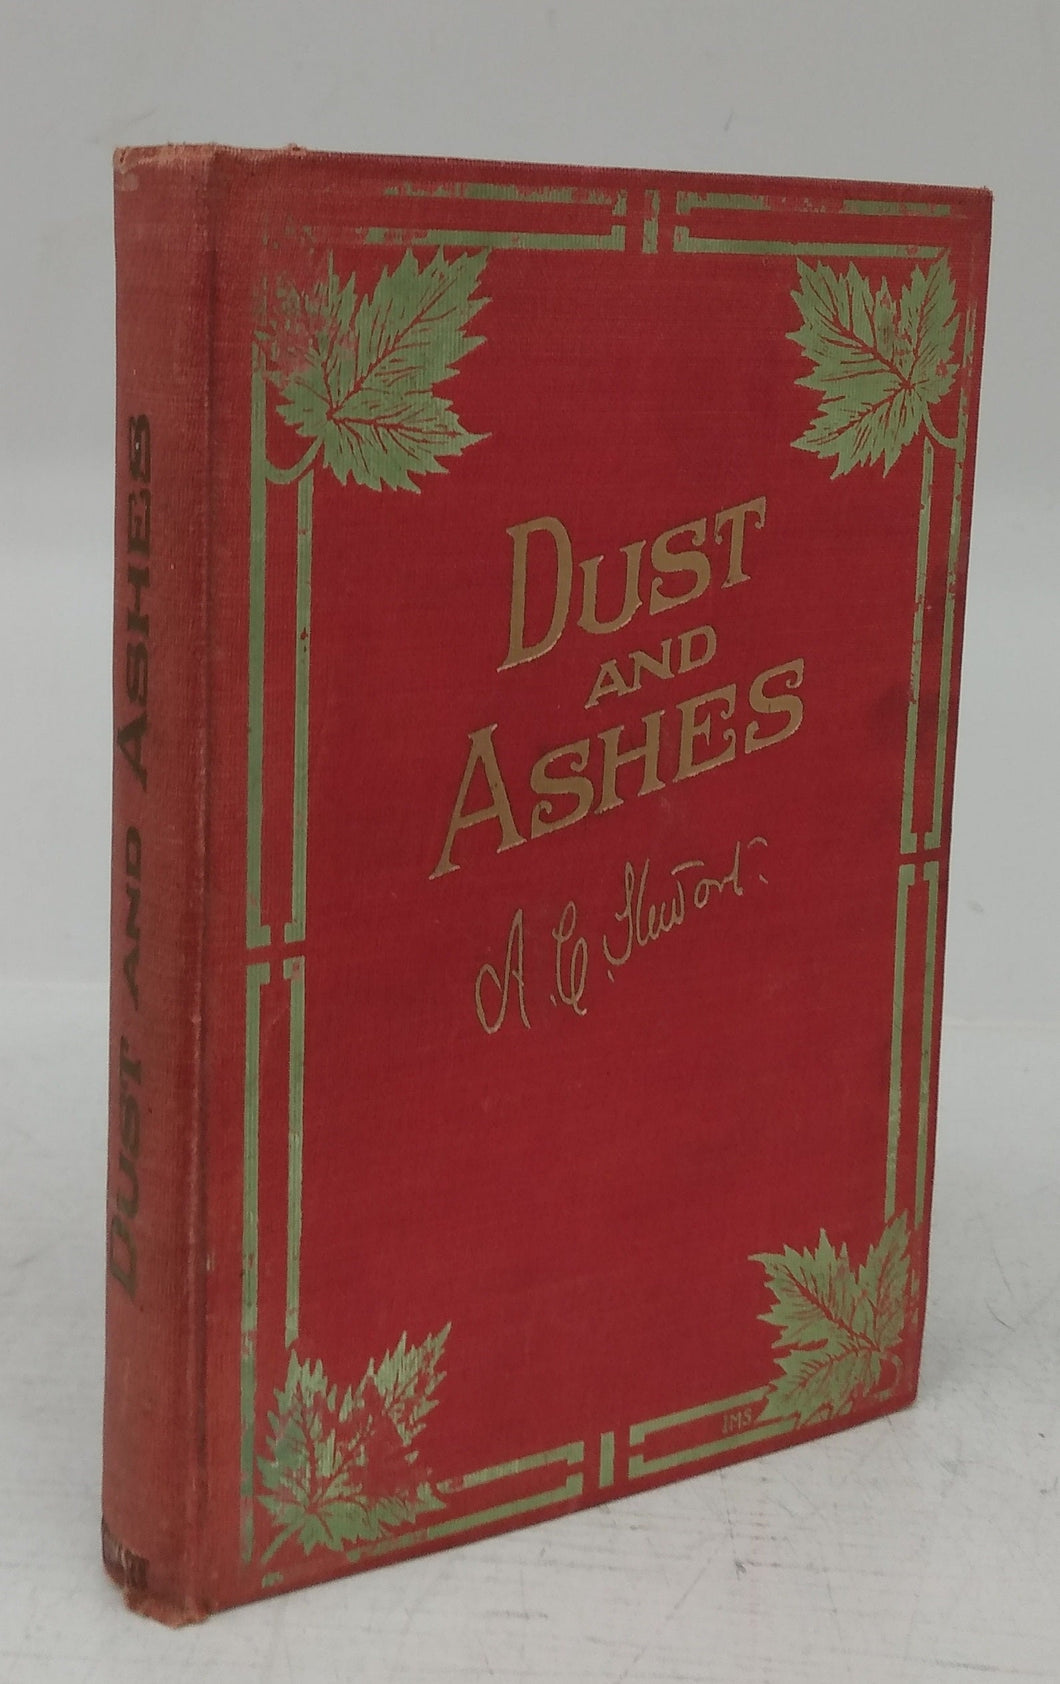 DUST AND ASHES
DUST
AND
ASHES
A. C. Stewart.
IMS